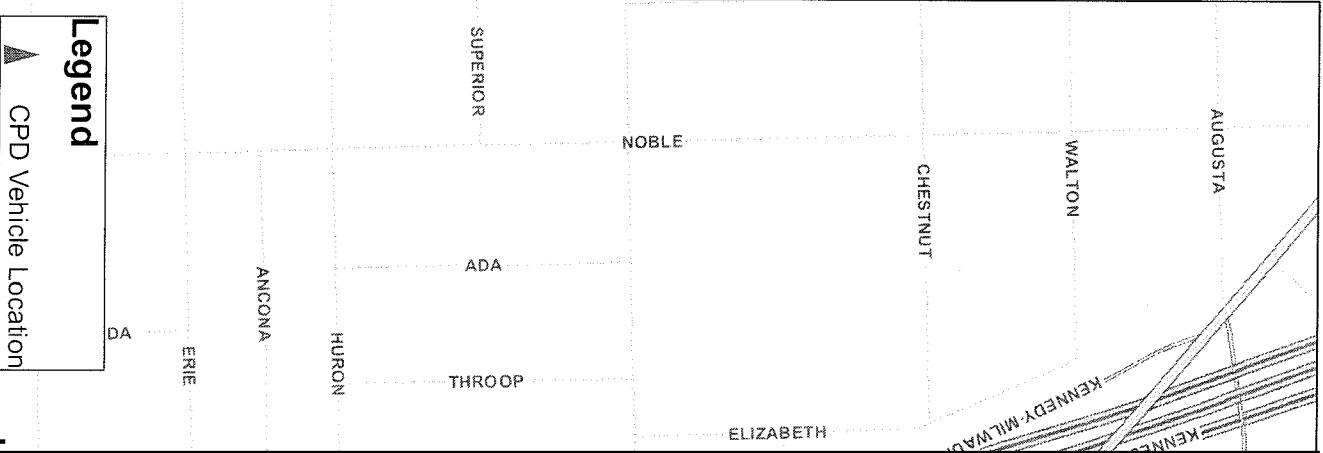 Legend
CPD Vehicle Location
SUPERIOR
NOBLE
AUGUSTA
WALTON
CHESTNUT
ADA
ANCONA
HURON
DA
ERIE
THROOP
ELIZABETH
KENNEDY-MILWAU
KENNE
NNEDY